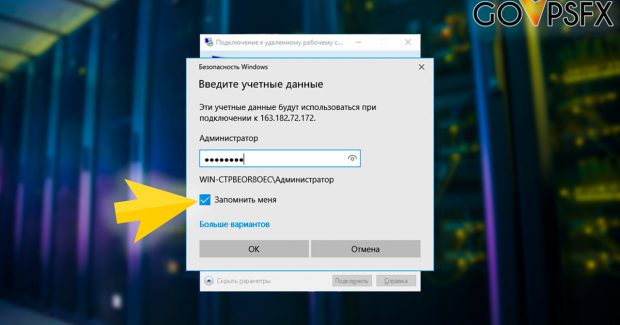 GOVPSFX
Подключение к удаленному рабочему с...
Безопасность Windows
Введите учетные данные
Эти учетные данные будут использоваться при
подключении к 163.182.72.172.
Администратор
WIN-CTPBEOR8OEC\Администратор
Запомнить меня
Больше вариантов
OK
Отмена
Скрыть параметры
Подключить
Справка